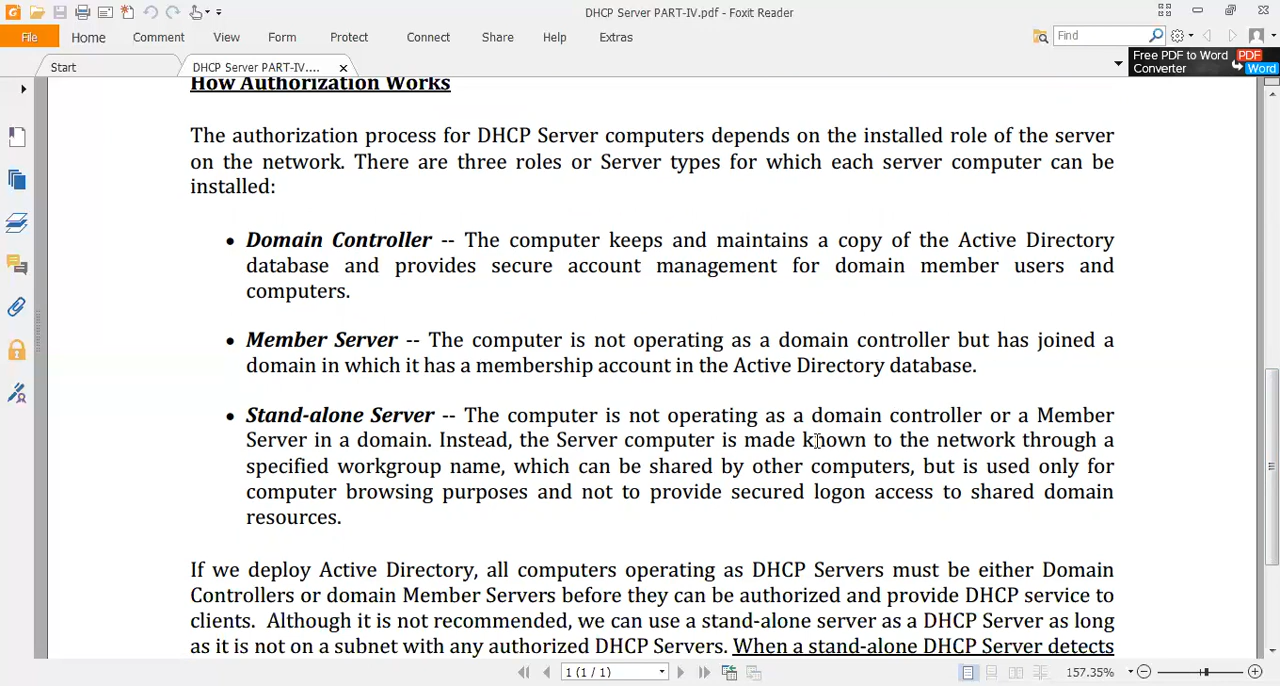 DHCP Server PART-IV.pdf - Foxit Reader
File Home Comment View Form Protect Connect Share Help Extras Find
Start DHCP Server PART-IV.... Free PDF to Word Converter PDF Word
How Authorization Works
The authorization process for DHCP Server computers depends on the installed role of the server
on the network. There are three roles or Server types for which each server computer can be
installed:
• Domain Controller -- The computer keeps and maintains a copy of the Active Directory
database and provides secure account management for domain member users and
computers.
• Member Server -- The computer is not operating as a domain controller but has joined a
domain in which it has a membership account in the Active Directory database.
• Stand-alone Server -- The computer is not operating as a domain controller or a Member
Server in a domain. Instead, the Server computer is made known to the network through a
specified workgroup name, which can be shared by other computers, but is used only for
computer browsing purposes and not to provide secured logon access to shared domain
resources.
If we deploy Active Directory, all computers operating as DHCP Servers must be either Domain
Controllers or domain Member Servers before they can be authorized and provide DHCP service to
clients. Although it is not recommended, we can use a stand-alone server as a DHCP Server as long
as it is not on a subnet with any authorized DHCP Servers. When a stand-alone DHCP Server detects
1 (1 / 1) 157.35%